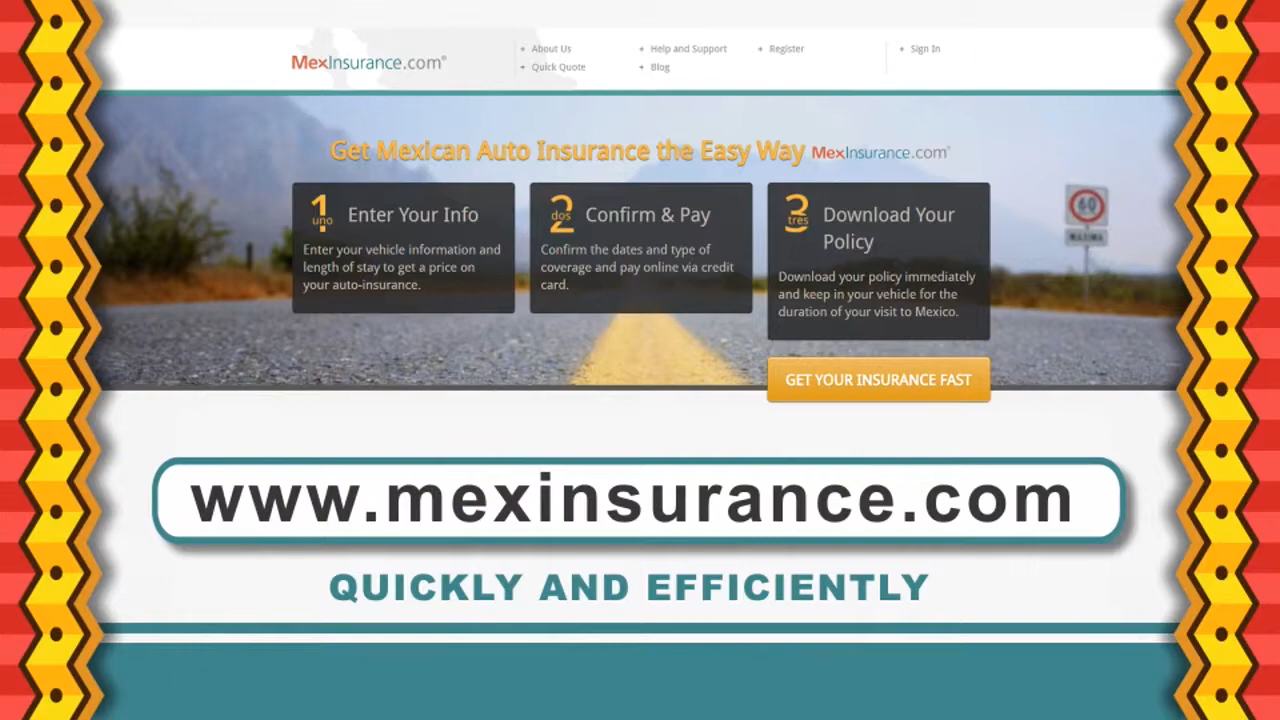 MexInsurance.com®
+ About Us
+ Help and Support
+ Register
+ Sign In
+ Quick Quote
+ Blog
Get Mexican Auto Insurance the Easy Way MexInsurance.com®
1 uno Enter Your Info
Enter your vehicle information and
length of stay to get a price on
your auto-insurance.
2 dos Confirm & Pay
Confirm the dates and type of
coverage and pay online via credit
card.
3 tres Download Your
Policy
Download your policy immediately
and keep in your vehicle for the
duration of your visit to Mexico.
60
MAXIMA
GET YOUR INSURANCE FAST
www.mexinsurance.com
QUICKLY AND EFFICIENTLY